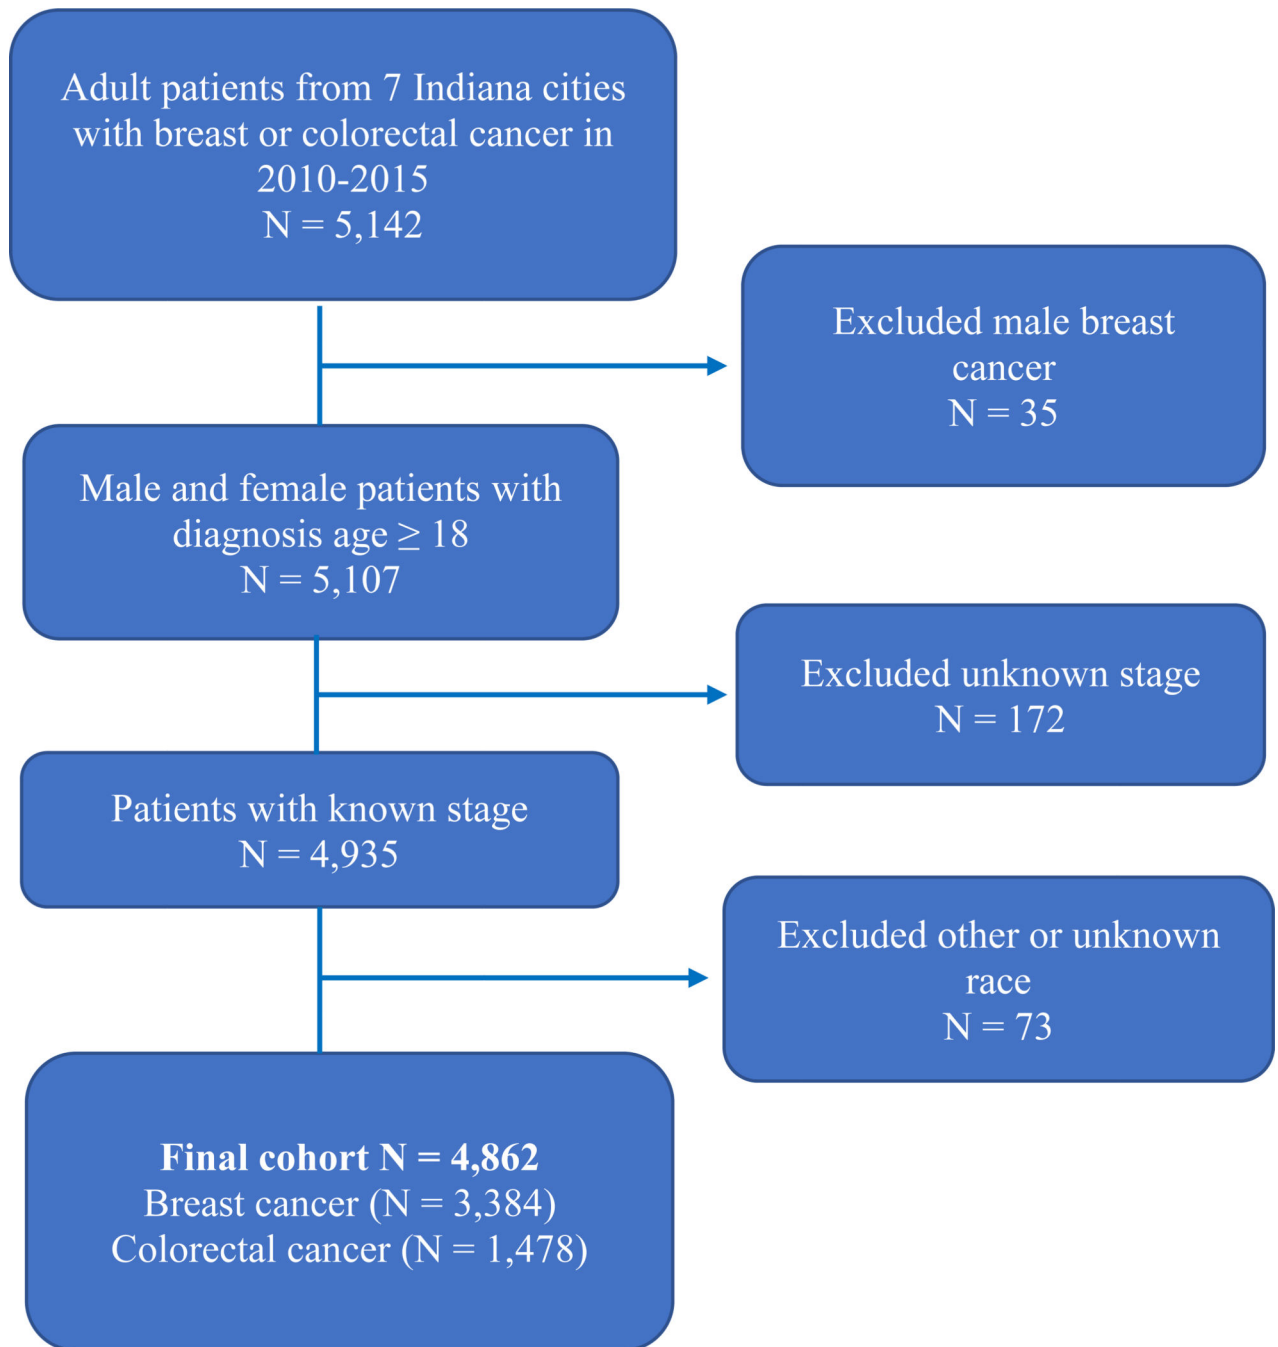 Adult patients from 7 Indiana cities
with breast or colorectal cancer in
2010-2015
N = 5,142
Excluded male breast
cancer
N = 35
Male and female patients with
diagnosis age ≥ 18
N = 5,107
Excluded unknown stage
N = 172
Patients with known stage
N = 4,935
Excluded other or unknown
race
N = 73
Final cohort N = 4,862
Breast cancer (N = 3,384)
Colorectal cancer (N = 1,478)